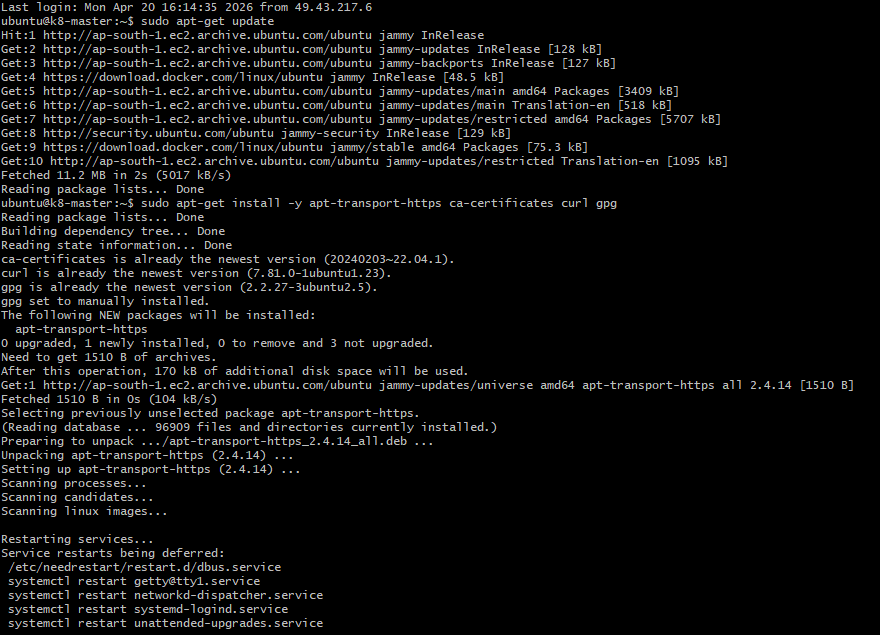 Last login: Mon Apr 20 16:14:35 2026 from 49.43.217.6
ubuntu@k8-master:~$ sudo apt-get update
Hit:1 http://ap-south-1.ec2.archive.ubuntu.com/ubuntu jammy InRelease
Get:2 http://ap-south-1.ec2.archive.ubuntu.com/ubuntu jammy-updates InRelease [128 kB]
Get:3 http://ap-south-1.ec2.archive.ubuntu.com/ubuntu jammy-backports InRelease [127 kB]
Get:4 https://download.docker.com/linux/ubuntu jammy InRelease [48.5 kB]
Get:5 http://ap-south-1.ec2.archive.ubuntu.com/ubuntu jammy-updates/main amd64 Packages [3409 kB]
Get:6 http://ap-south-1.ec2.archive.ubuntu.com/ubuntu jammy-updates/main Translation-en [518 kB]
Get:7 http://ap-south-1.ec2.archive.ubuntu.com/ubuntu jammy-updates/restricted amd64 Packages [5707 kB]
Get:8 http://security.ubuntu.com/ubuntu jammy-security InRelease [129 kB]
Get:9 https://download.docker.com/linux/ubuntu jammy/stable amd64 Packages [75.3 kB]
Get:10 http://ap-south-1.ec2.archive.ubuntu.com/ubuntu jammy-updates/restricted Translation-en [1095 kB]
Fetched 11.2 MB in 2s (5017 kB/s)
Reading package lists... Done
ubuntu@k8-master:~$ sudo apt-get install -y apt-transport-https ca-certificates curl gpg
Reading package lists... Done
Building dependency tree... Done
Reading state information... Done
ca-certificates is already the newest version (20240203~22.04.1).
curl is already the newest version (7.81.0-1ubuntu1.23).
gpg is already the newest version (2.2.27-3ubuntu2.5).
gpg set to manually installed.
The following NEW packages will be installed:
  apt-transport-https
0 upgraded, 1 newly installed, 0 to remove and 3 not upgraded.
Need to get 1510 B of archives.
After this operation, 170 kB of additional disk space will be used.
Get:1 http://ap-south-1.ec2.archive.ubuntu.com/ubuntu jammy-updates/universe amd64 apt-transport-https all 2.4.14 [1510 B]
Fetched 1510 B in 0s (104 kB/s)
Selecting previously unselected package apt-transport-https.
(Reading database ... 96909 files and directories currently installed.)
Preparing to unpack .../apt-transport-https_2.4.14_all.deb ...
Unpacking apt-transport-https (2.4.14) ...
Setting up apt-transport-https (2.4.14) ...
Scanning processes...
Scanning candidates...
Scanning linux images...

Restarting services...
Service restarts being deferred:
 /etc/needrestart/restart.d/dbus.service
 systemctl restart getty@tty1.service
 systemctl restart networkd-dispatcher.service
 systemctl restart systemd-logind.service
 systemctl restart unattended-upgrades.service